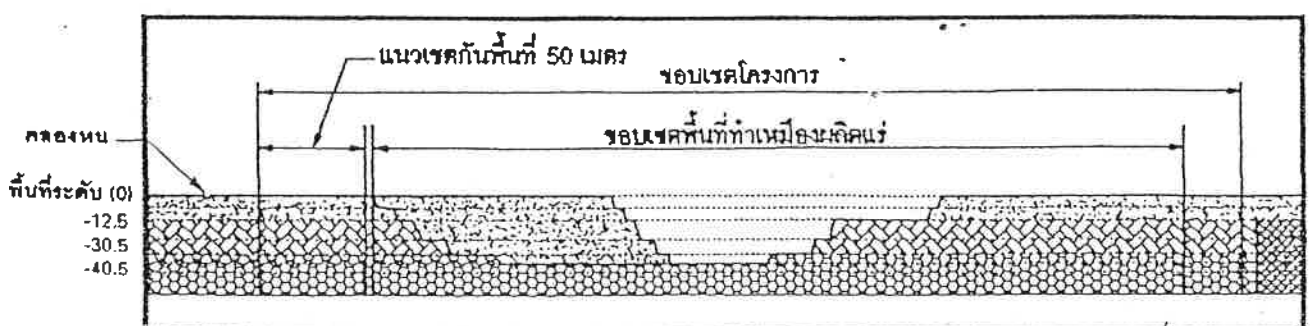 แนวเขตกันพื้นที่ 50 เมตร
ขอบเขตโครงการ
คลองหน
ขอบเขตพื้นที่ทำเหมืองผลิตแร่
พื้นที่ระดับ (0)
-12.5
-30.5
-40.5